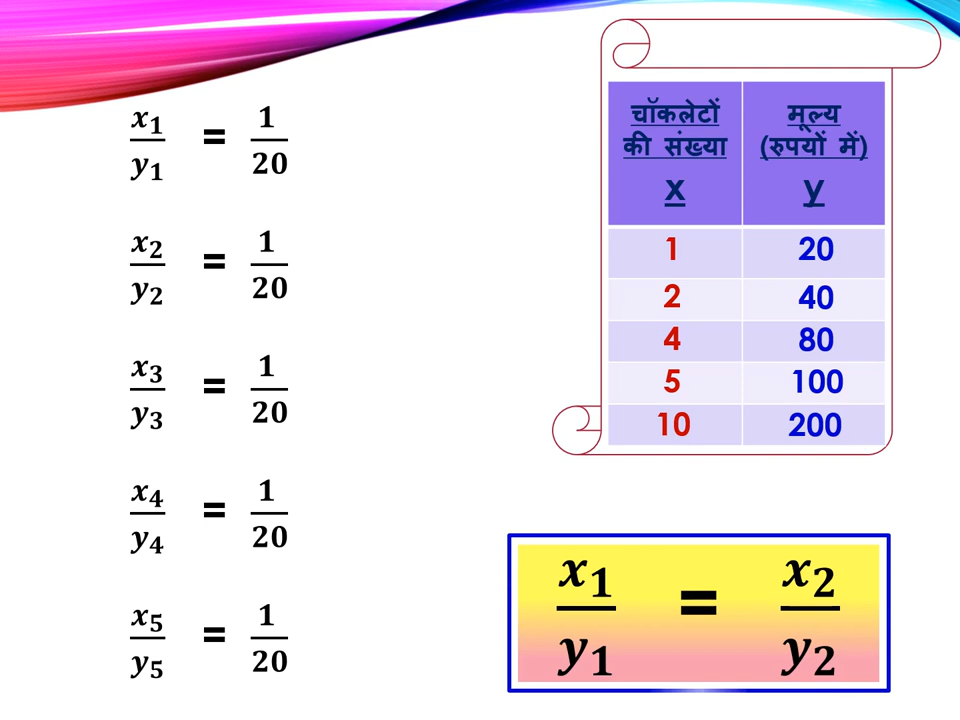 x₁/y₁ = 1/20
x₂/y₂ = 1/20
x₃/y₃ = 1/20
x₄/y₄ = 1/20
x₅/y₅ = 1/20
चॉकलेटों की संख्या x | मूल्य (रुपयों में) y
1 | 20
2 | 40
4 | 80
5 | 100
10 | 200
x₁/y₁ = x₂/y₂